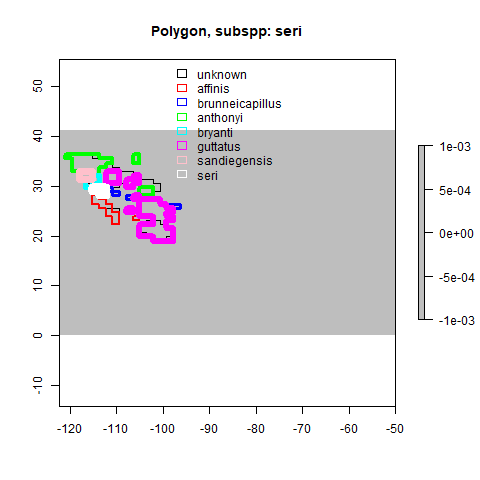 Polygon, subspp: seri
unknown
affinis
brunneicapillus
anthonyi
bryanti
guttatus
sandiegensis
seri
50
40
30
20
10
0
-10
-120
-110
-100
-90
-80
-70
-60
-50
1e-03
5e-04
0e+00
-5e-04
-1e-03